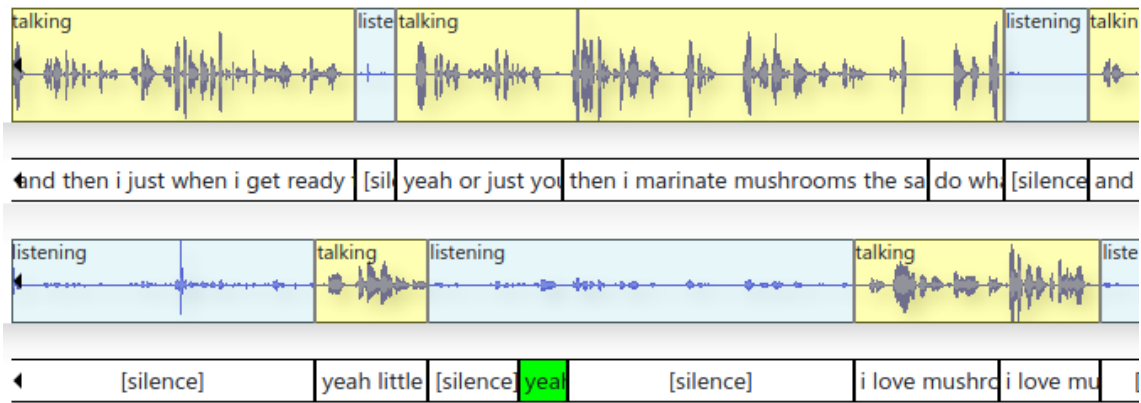 talking liste talking listening talkin
and then i just when i get ready [sil yeah or just you then i marinate mushrooms the sa do wha [silence and
listening talking listening talking liste
[silence] yeah little [silence] yeah [silence] i love mushro i love mu [